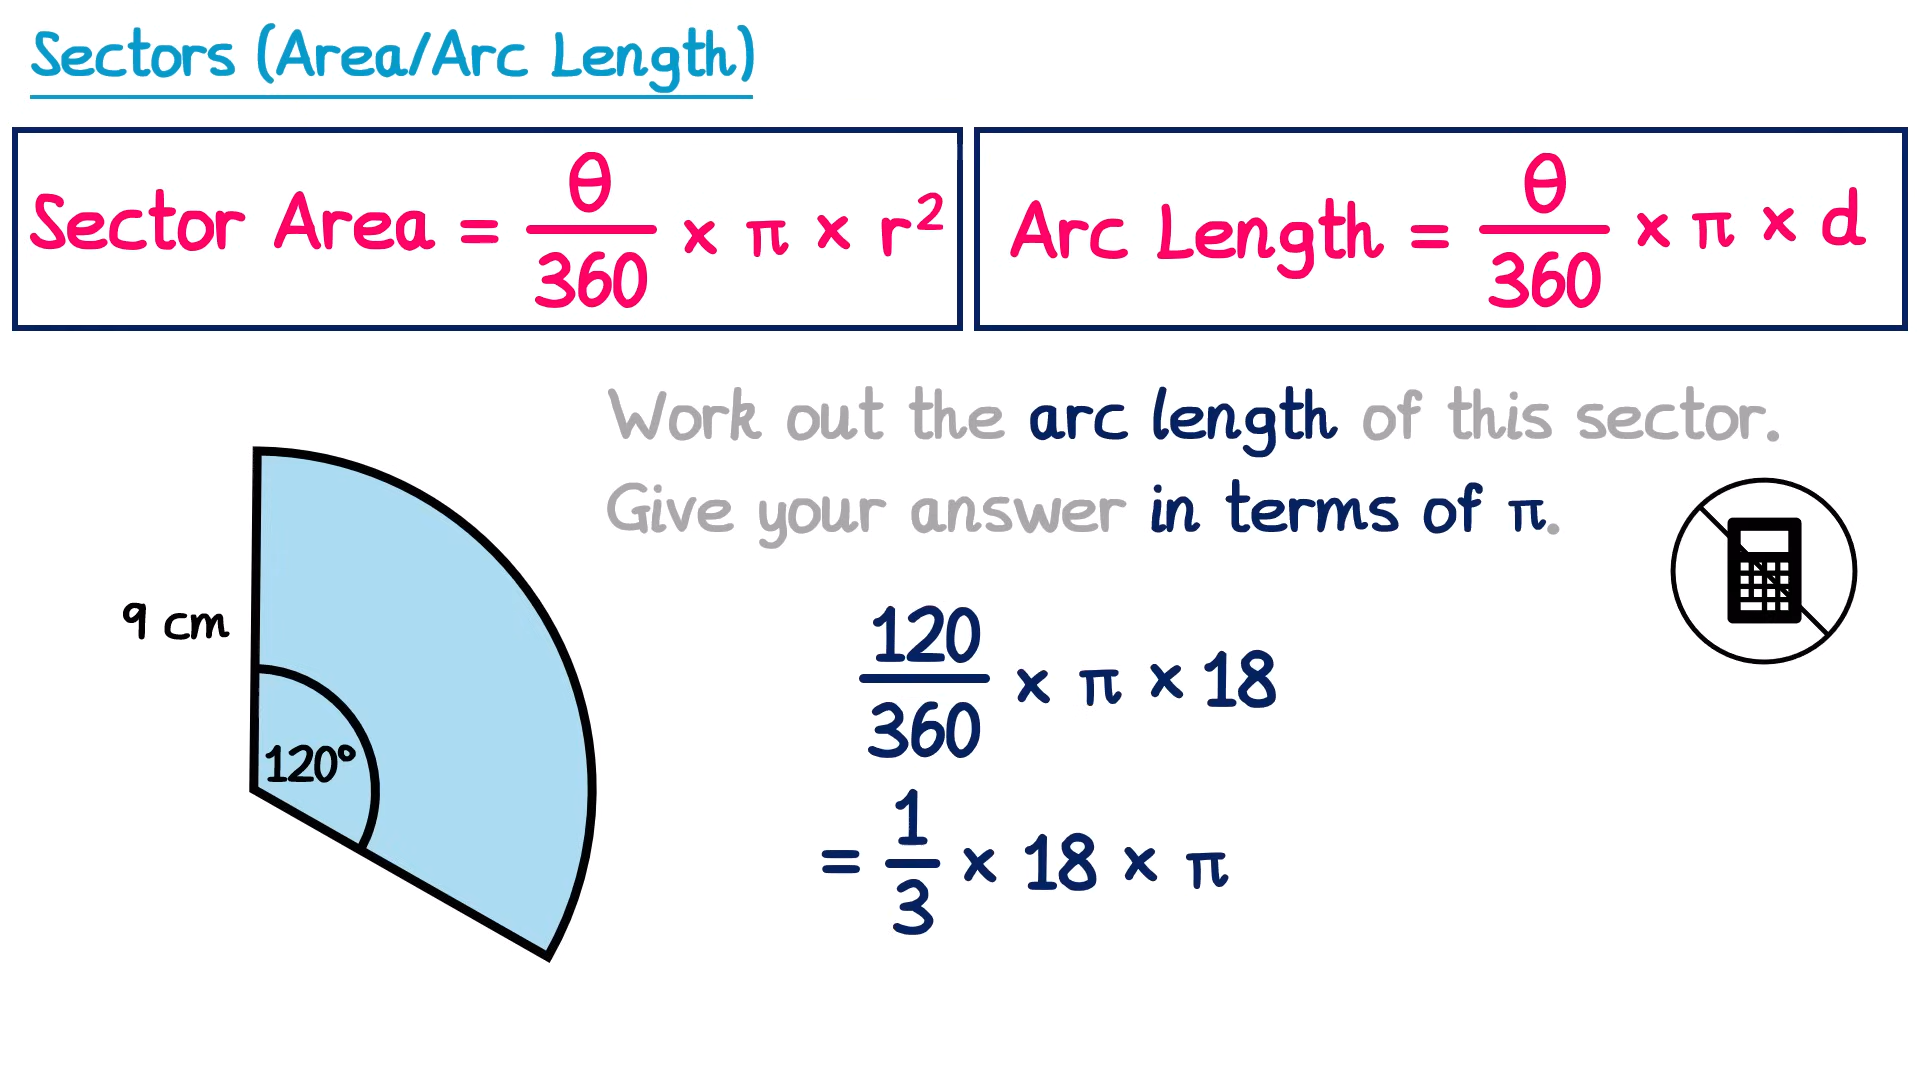 Sectors (Area/Arc Length)
Sector Area = θ/360 × π × r²
Arc Length = θ/360 × π × d
Work out the arc length of this sector.
Give your answer in terms of π.
9 cm
120°
120/360 × π × 18
= 1/3 × 18 × π